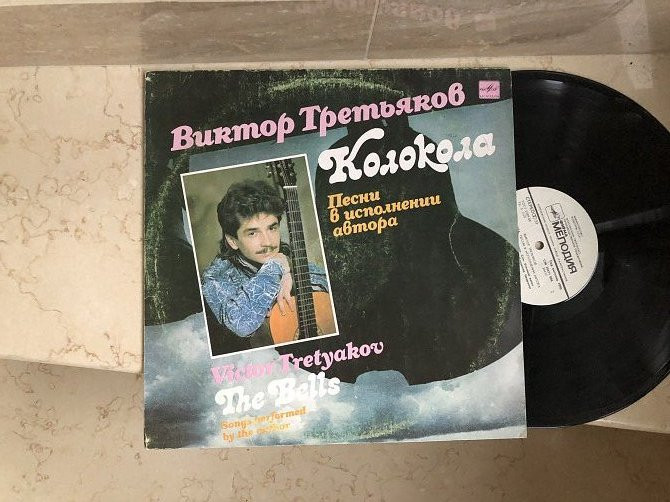 Виктор Третьяков
Колокола
Песни
в исполнении
автора
Victor Tretyakov
The Bells
Songs performed
by the author
МЕЛОДИЯ